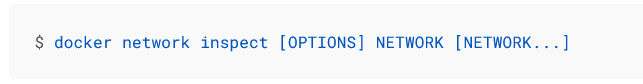 $ docker network inspect [OPTIONS] NETWORK [NETWORK...]